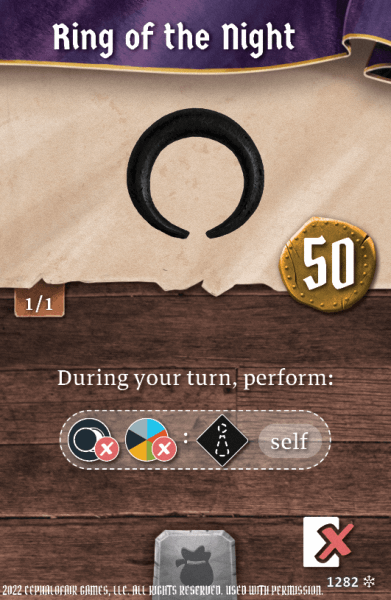 Ring of the Night
50
1/1
During your turn, perform:
: self
1282
2022 CEPHALOFAIR GAMES, LLC. ALL RIGHTS RESERVED. USED WITH PERMISSION.